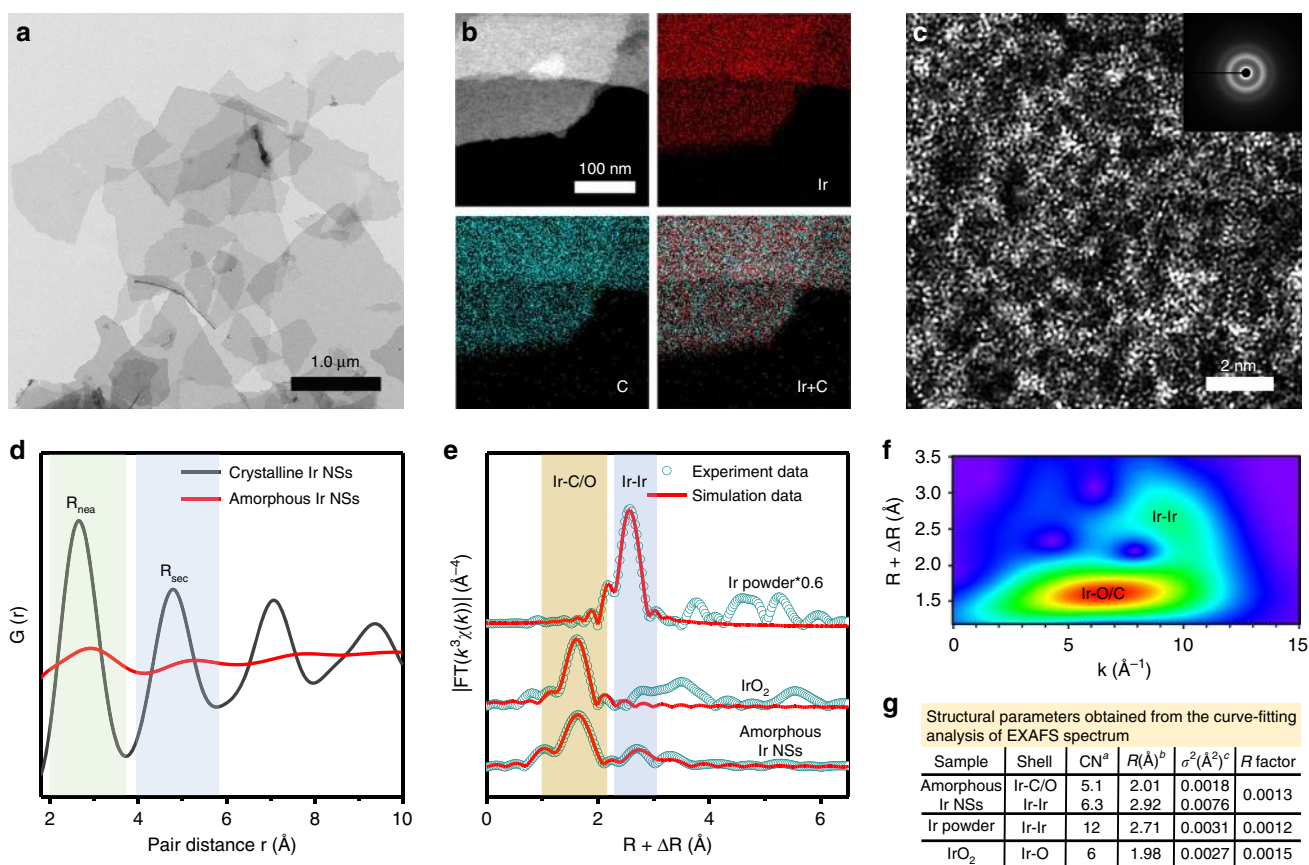 a
1.0 μm
b
100 nm
Ir
C
Ir+C
c
2 nm
d
Crystalline Ir NSs
Amorphous Ir NSs
R_nea
R_sec
G (r)
2 4 6 8 10
Pair distance r (Å)
e
Ir-C/O
Ir-Ir
Experiment data
Simulation data
Ir powder*0.6
IrO₂
Amorphous
Ir NSs
|FT(k³χ(k))| (Å⁻⁴)
0 2 4 6
R + ΔR (Å)
f
3.5
3.0
2.5
2.0
1.5
R + ΔR (Å)
Ir-Ir
Ir-O/C
0 5 10 15
k (Å⁻¹)
g
Structural parameters obtained from the curve-fitting
analysis of EXAFS spectrum
Sample Shell CNᵃ R(Å)ᵇ σ²(Å²)ᶜ R factor
Amorphous Ir-C/O 5.1 2.01 0.0018 0.0013
Ir NSs Ir-Ir 6.3 2.92 0.0076
Ir powder Ir-Ir 12 2.71 0.0031 0.0012
IrO₂ Ir-O 6 1.98 0.0027 0.0015